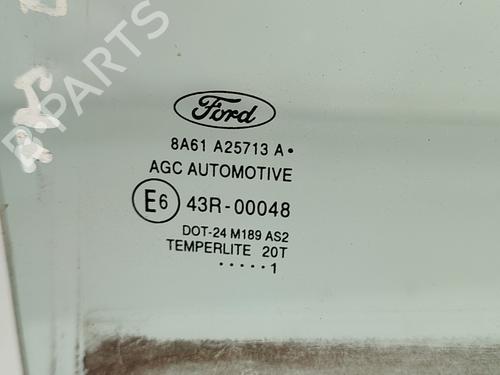 B-PARTS
Ford
8A61 A25713 A•
AGC AUTOMOTIVE
E6 43R-00048
DOT-24 M189 AS2
TEMPERLITE 20T
.....1